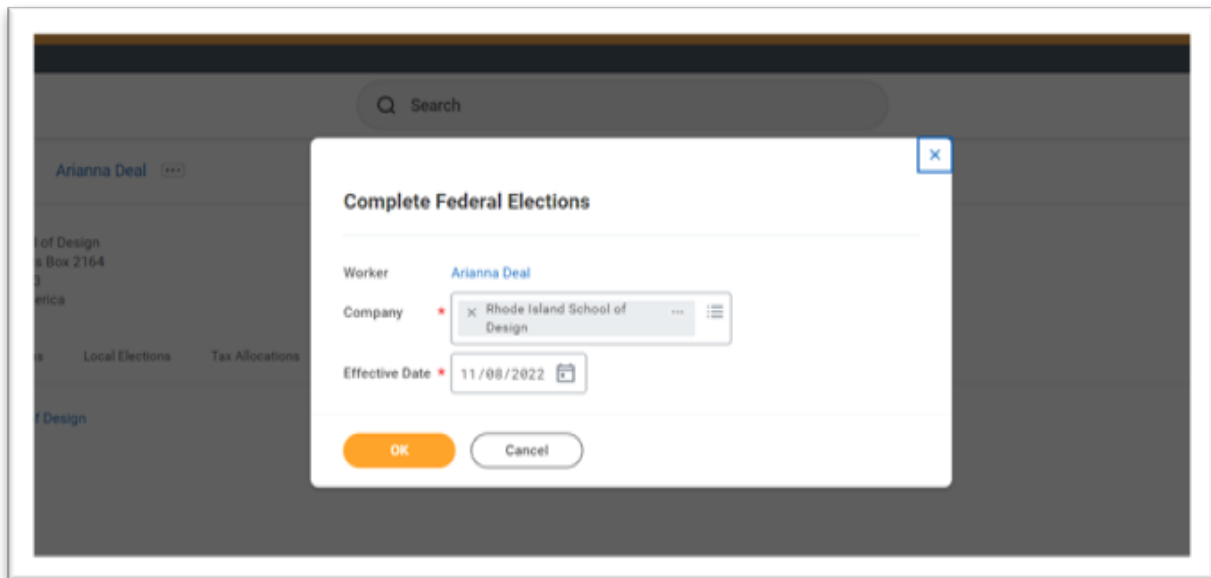 Search
Arianna Deal
l of Design
s Box 2164
3
erica
s Local Elections Tax Allocations
f Design
Complete Federal Elections
Worker Arianna Deal
Company * Rhode Island School of
Design
Effective Date * 11/08/2022
OK Cancel